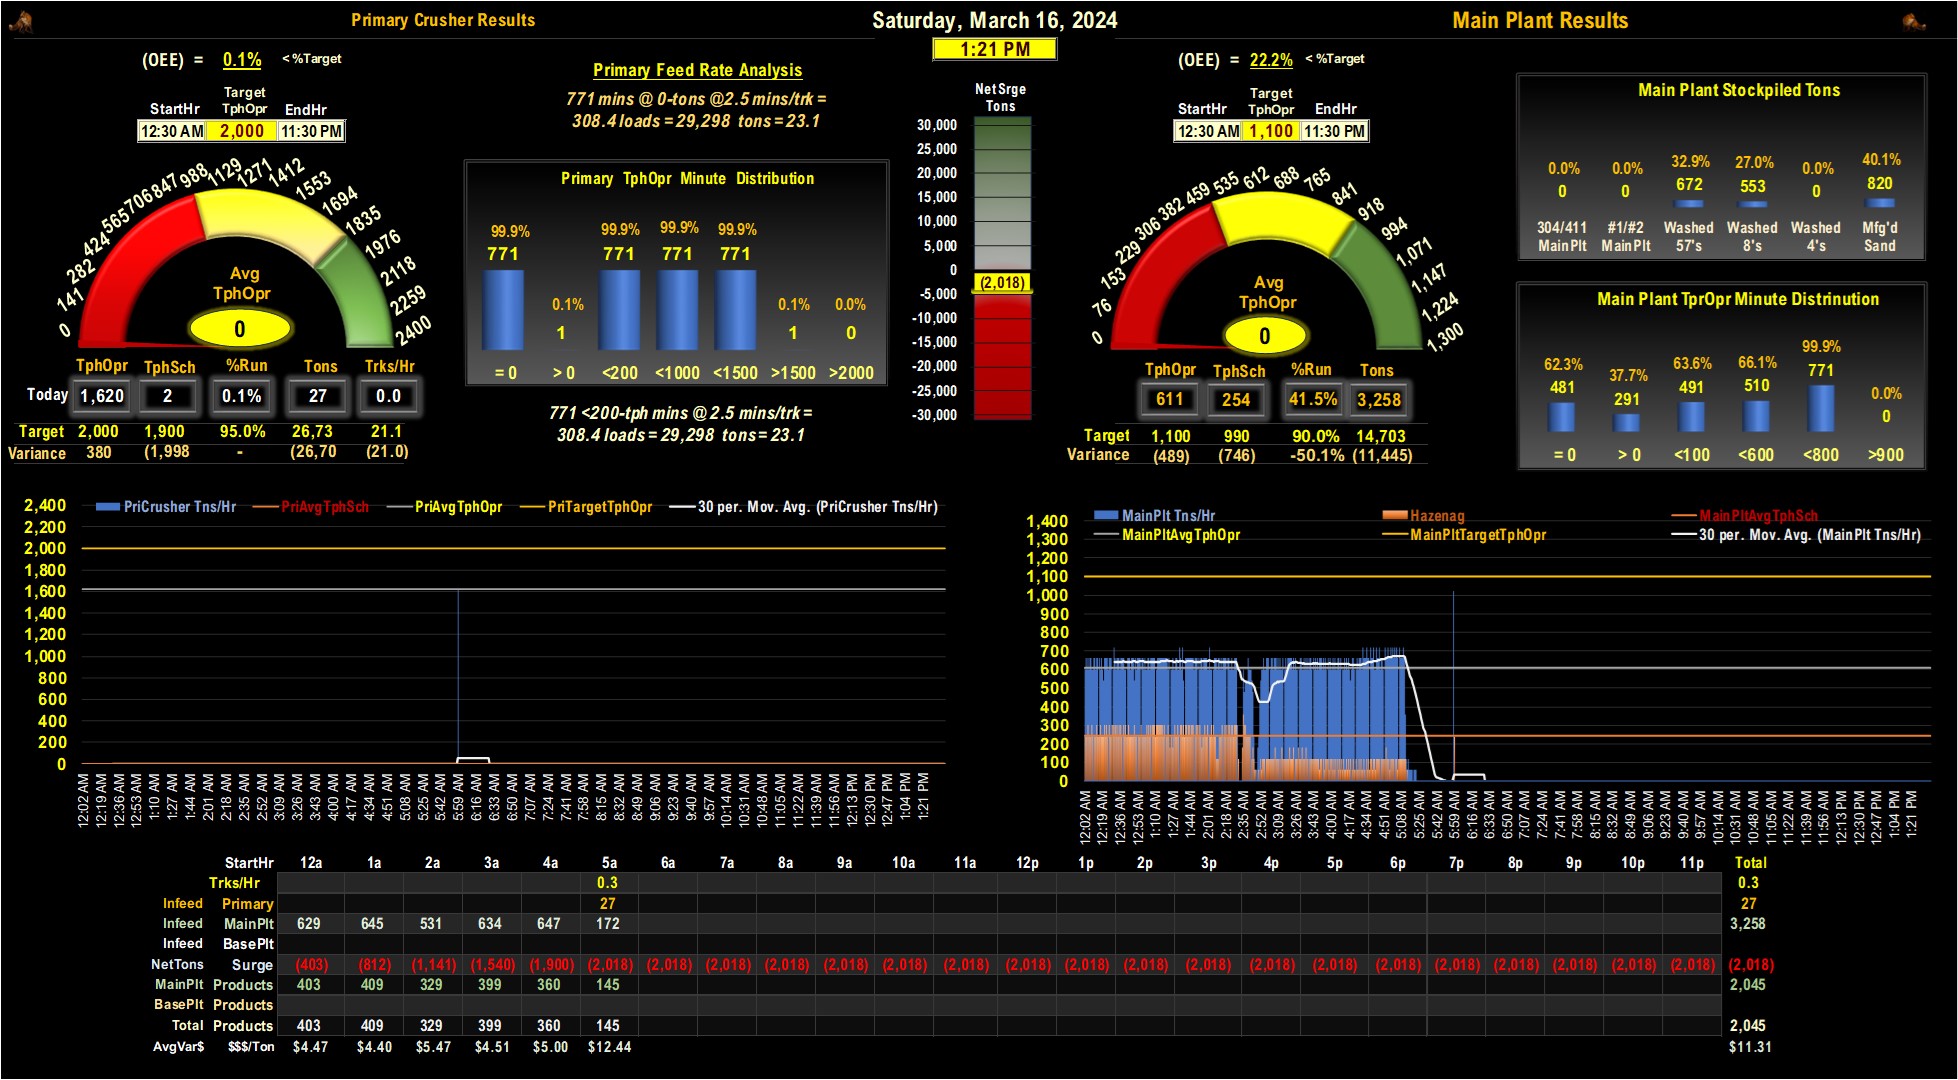 Primary Crusher Results
Saturday, March 16, 2024
Main Plant Results
1:21 PM
(OEE) = 0.1% < %Target
Target
StartHr TphOpr EndHr
12:30 AM 2,000 11:30 PM
0 141 282 424 565 706 847 988 1129 1271 1412 1553 1694 1835 1976 2118 2259 2400
Avg
TphOpr
0
TphOpr TphSch %Run Tons Trks/Hr
Today 1,620 2 0.1% 27 0.0
Target 2,000 1,900 95.0% 26,73 21.1
Variance 380 (1,998 - (26,70 (21.0)
Primary Feed Rate Analysis
771 mins @ 0-tons @2.5 mins/trk =
308.4 loads = 29,298 tons = 23.1
Primary TphOpr Minute Distribution
99.9% 0.1% 99.9% 99.9% 99.9% 0.1% 0.0%
771 1 771 771 771 1 0
= 0 > 0 <200 <1000 <1500 >1500 >2000
771 <200-tph mins @ 2.5 mins/trk =
308.4 loads = 29,298 tons = 23.1
NetSrge
Tons
30,000
25,000
20,000
15,000
10,000
5,000
0
(2,018)
-5,000
-10,000
-15,000
-20,000
-25,000
-30,000
(OEE) = 22.2% < %Target
Target
StartHr TphOpr EndHr
12:30 AM 1,100 11:30 PM
0 76 153 229 306 382 459 535 612 688 765 841 918 994 1,071 1,147 1,224 1,300
Avg
TphOpr
0
TphOpr TphSch %Run Tons
611 254 41.5% 3,258
Target 1,100 990 90.0% 14,703
Variance (489) (746) -50.1% (11,445)
Main Plant Stockpiled Tons
0.0% 0.0% 32.9% 27.0% 0.0% 40.1%
0 0 672 553 0 820
304/411 #1/#2 Washed Washed Washed Mfg'd
MainPlt MainPlt 57's 8's 4's Sand
Main Plant TprOpr Minute Distrinution
62.3% 37.7% 63.6% 66.1% 99.9% 0.0%
481 291 491 510 771 0
= 0 > 0 <100 <600 <800 >900
PriCrusher Tns/Hr PriAvgTphSch PriAvgTphOpr PriTargetTphOpr 30 per. Mov. Avg. (PriCrusher Tns/Hr)
2,400
2,200
2,000
1,800
1,600
1,400
1,200
1,000
800
600
400
200
0
12:02 AM 12:19 AM 12:36 AM 12:53 AM 1:10 AM 1:27 AM 1:44 AM 2:01 AM 2:18 AM 2:35 AM 2:52 AM 3:09 AM 3:26 AM 3:43 AM 4:00 AM 4:17 AM 4:34 AM 4:51 AM 5:08 AM 5:25 AM 5:42 AM 5:59 AM 6:16 AM 6:33 AM 6:50 AM 7:07 AM 7:24 AM 7:41 AM 7:58 AM 8:15 AM 8:32 AM 8:49 AM 9:06 AM 9:23 AM 9:40 AM 9:57 AM 10:14 AM 10:31 AM 10:48 AM 11:05 AM 11:22 AM 11:39 AM 11:56 AM 12:13 PM 12:30 PM 12:47 PM 1:04 PM 1:21 PM
MainPlt Tns/Hr Hazenag MainPltAvgTphSch
MainPltAvgTphOpr MainPltTargetTphOpr 30 per. Mov. Avg. (MainPlt Tns/Hr)
1,400
1,300
1,200
1,100
1,000
900
800
700
600
500
400
300
200
100
0
12:02 AM 12:19 AM 12:36 AM 12:53 AM 1:10 AM 1:27 AM 1:44 AM 2:01 AM 2:18 AM 2:35 AM 2:52 AM 3:09 AM 3:26 AM 3:43 AM 4:00 AM 4:17 AM 4:34 AM 4:51 AM 5:08 AM 5:25 AM 5:42 AM 5:59 AM 6:16 AM 6:33 AM 6:50 AM 7:07 AM 7:24 AM 7:41 AM 7:58 AM 8:15 AM 8:32 AM 8:49 AM 9:06 AM 9:23 AM 9:40 AM 9:57 AM 10:14 AM 10:31 AM 10:48 AM 11:05 AM 11:22 AM 11:39 AM 11:56 AM 12:13 PM 12:30 PM 12:47 PM 1:04 PM 1:21 PM
StartHr 12a 1a 2a 3a 4a 5a 6a 7a 8a 9a 10a 11a 12p 1p 2p 3p 4p 5p 6p 7p 8p 9p 10p 11p Total
Trks/Hr 0.3 0.3
Infeed Primary 27 27
Infeed MainPlt 629 645 531 634 647 172 3,258
Infeed BasePlt
NetTons Surge (403) (812) (1,141) (1,540) (1,900) (2,018) (2,018) (2,018) (2,018) (2,018) (2,018) (2,018) (2,018) (2,018) (2,018) (2,018) (2,018) (2,018) (2,018) (2,018) (2,018) (2,018) (2,018) (2,018) (2,018)
MainPlt Products 403 409 329 399 360 145 2,045
BasePlt Products
Total Products 403 409 329 399 360 145 2,045
AvgVar$ $$$/Ton $4.47 $4.40 $5.47 $4.51 $5.00 $12.44 $11.31